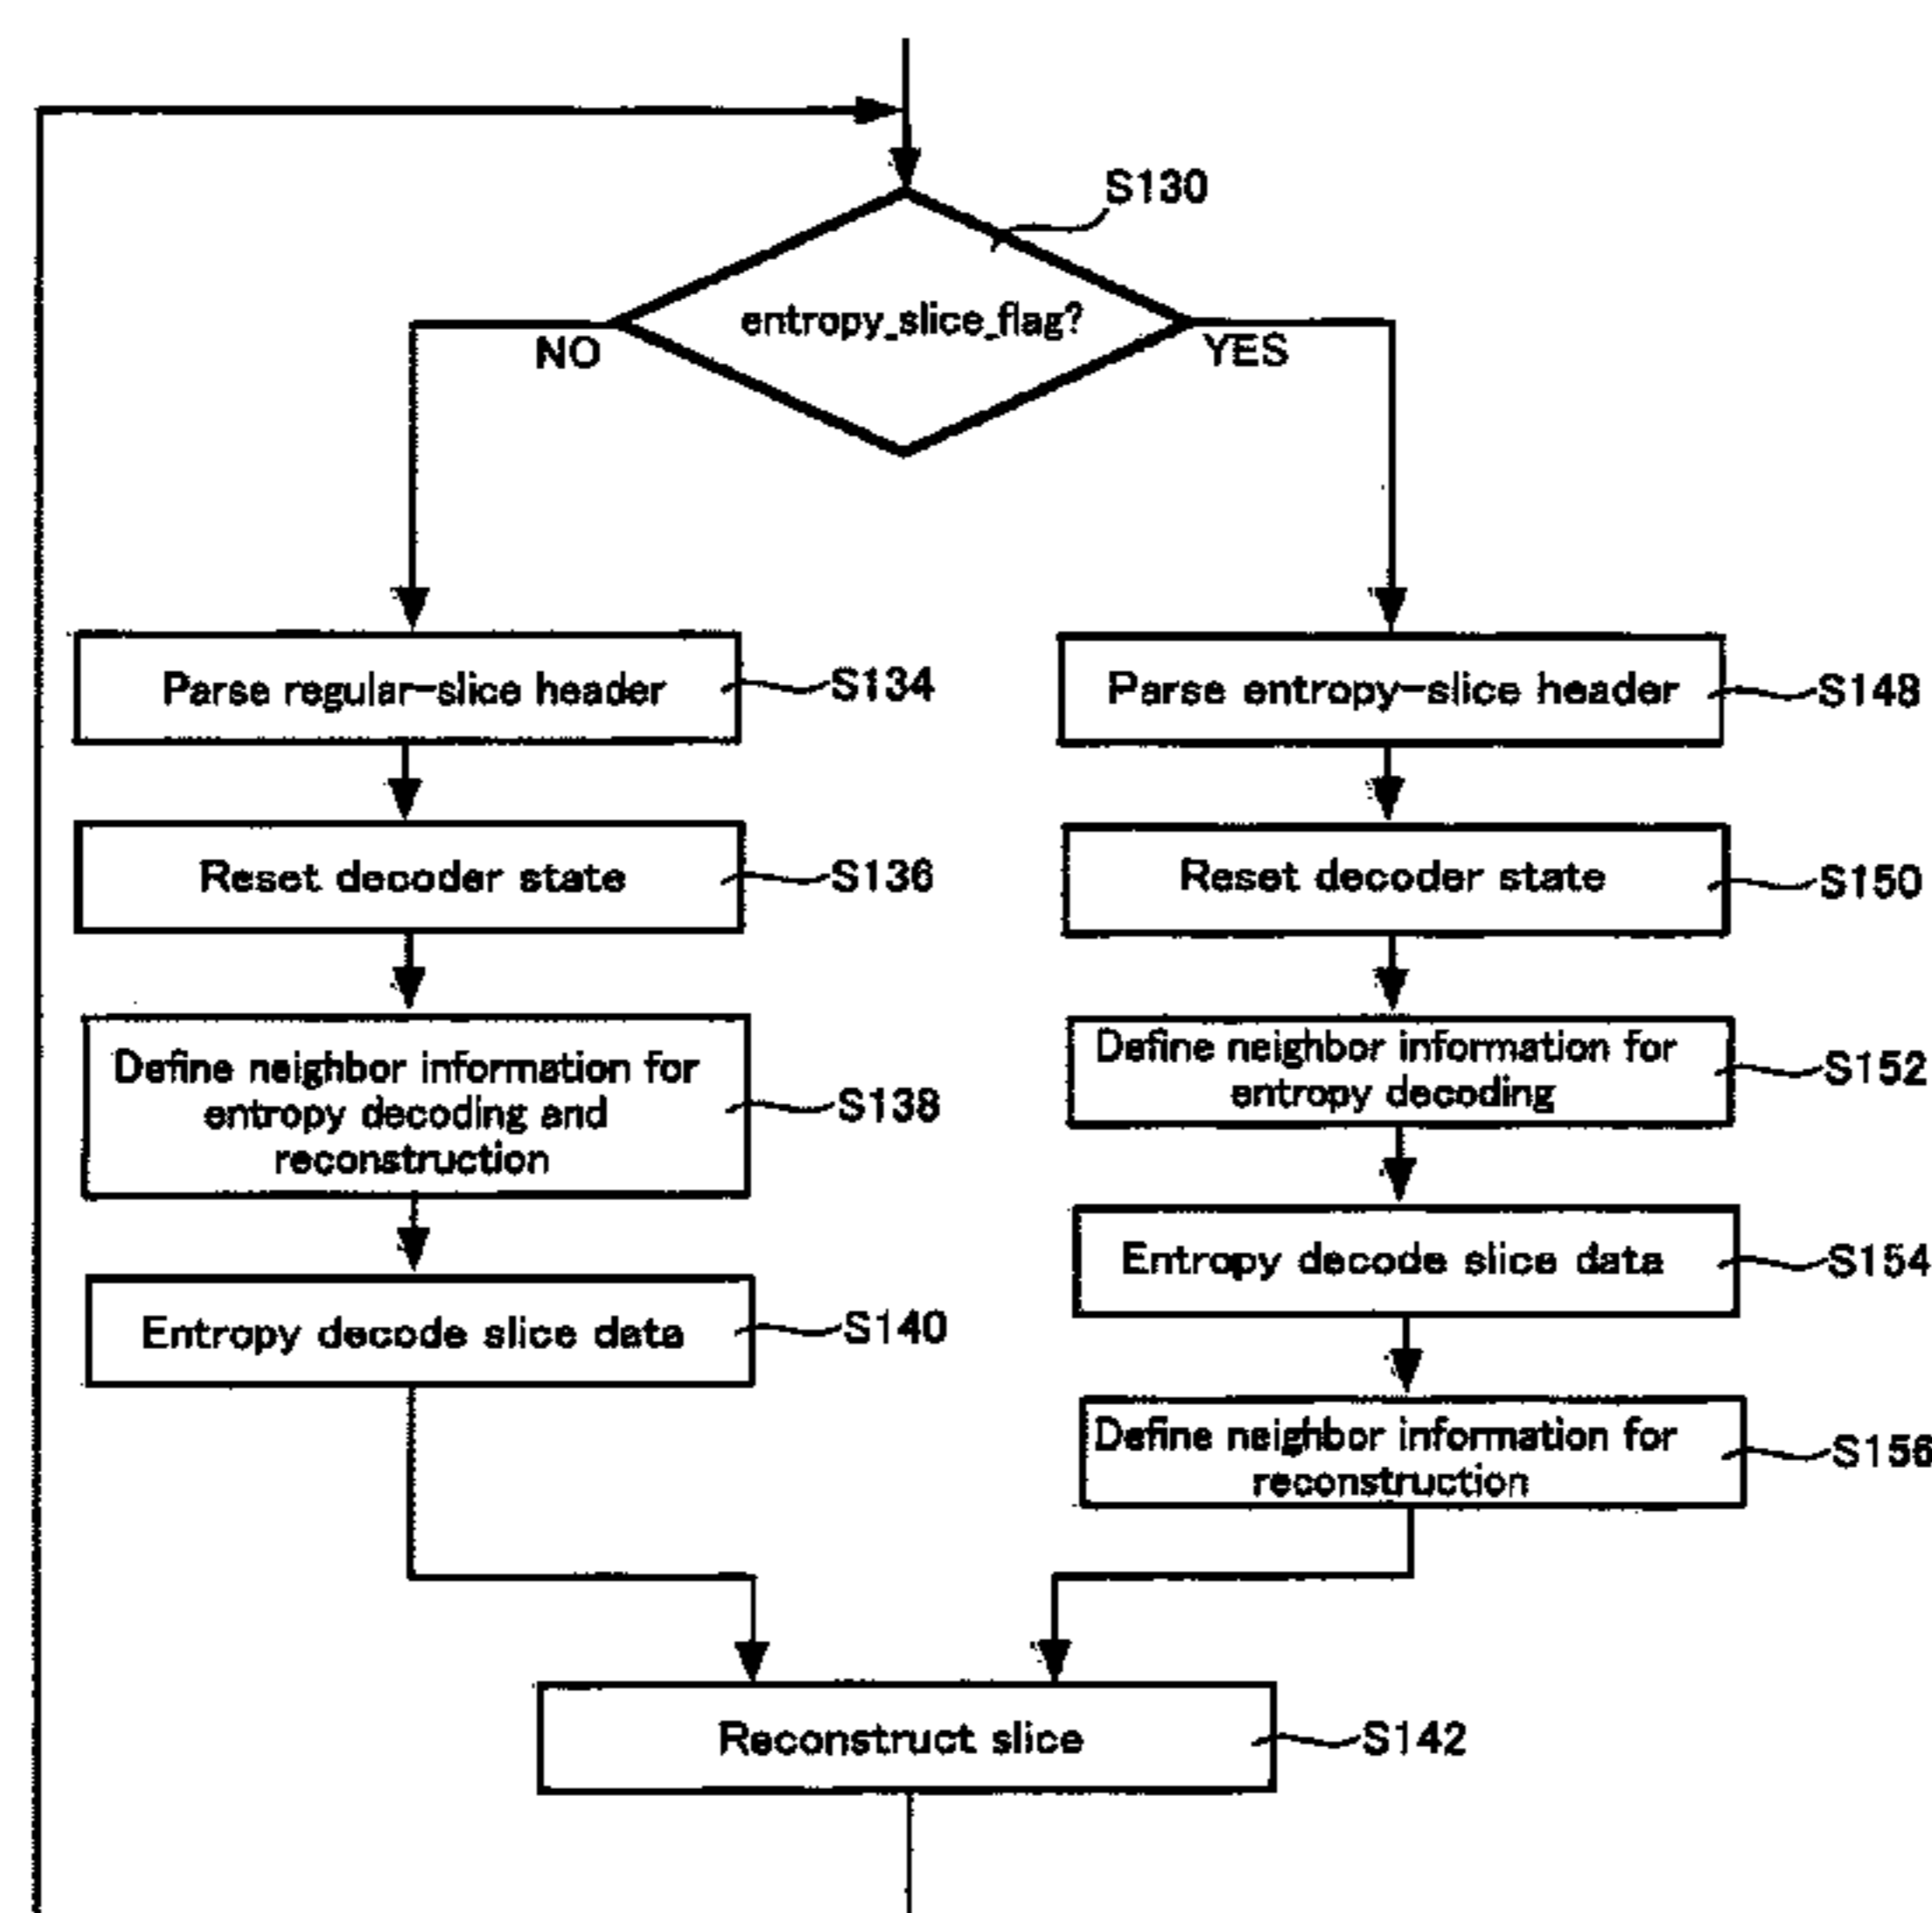 S130
entropy_slice_flag?
NO
YES
Parse regular-slice header
S134
Parse entropy-slice header
S148
Reset decoder state
S136
Reset decoder state
S150
Define neighbor information for
entropy decoding and
reconstruction
S138
Define neighbor information for
entropy decoding
S152
Entropy decode slice data
S154
Entropy decode slice data
S140
Define neighbor information for
reconstruction
S156
Reconstruct slice
S142